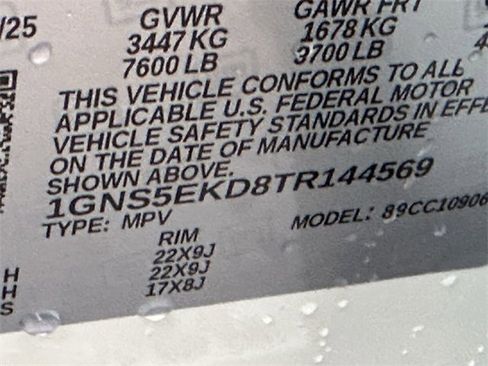 /25 GVWR GAWR FRT
3447 KG 1678 KG
7600 LB 3700 LB
THIS VEHICLE CONFORMS TO ALL
APPLICABLE U.S. FEDERAL MOTOR
VEHICLE SAFETY STANDARDS IN EFFE
ON THE DATE OF MANUFACTURE
SHOWN ABOVE.
1GNS5EKD8TR144569
TYPE: MPV MODEL: 89CC10906
RIM
22X9J
H 22X9J
H 17X8J
S